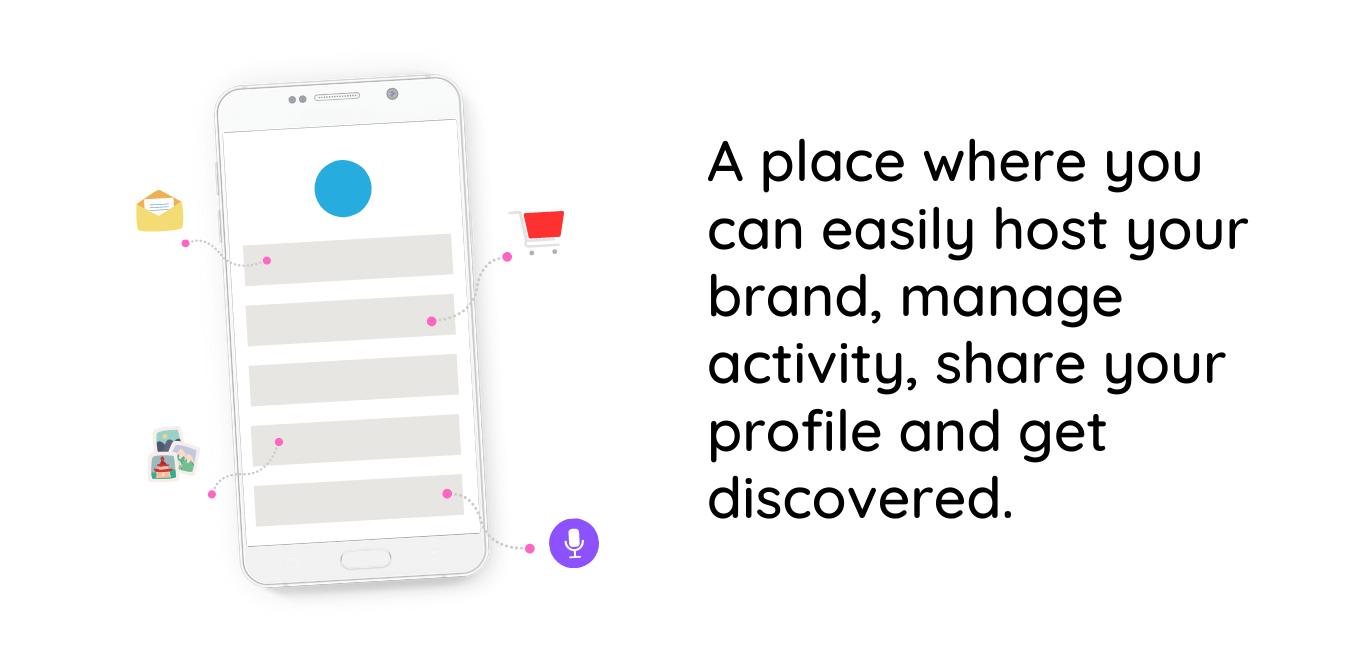 A place where you
can easily host your
brand, manage
activity, share your
profile and get
discovered.